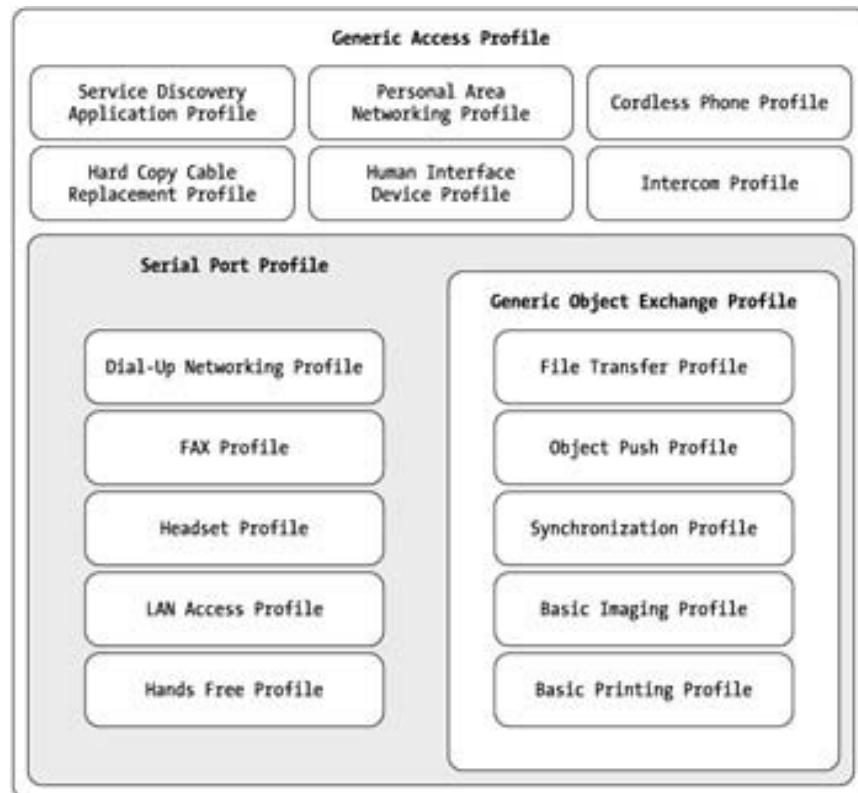 Generic Access Profile
Service Discovery
Application Profile
Personal Area
Networking Profile
Cordless Phone Profile
Hard Copy Cable
Replacement Profile
Human Interface
Device Profile
Intercom Profile
Serial Port Profile
Generic Object Exchange Profile
Dial-Up Networking Profile
File Transfer Profile
FAX Profile
Object Push Profile
Headset Profile
Synchronization Profile
LAN Access Profile
Basic Imaging Profile
Hands Free Profile
Basic Printing Profile